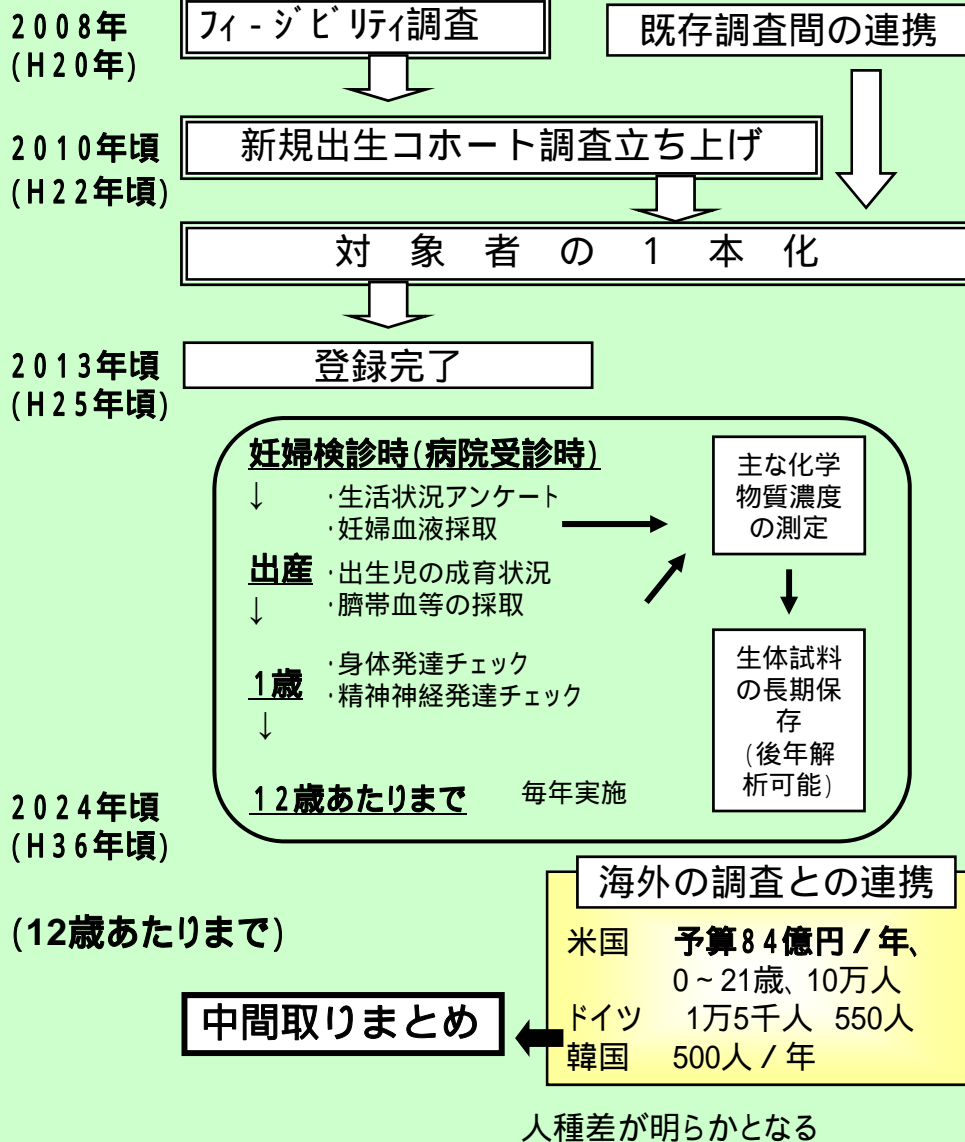 2008年
(H20年)
フィ-ジビリティ調査
既存調査間の連携
2010年頃
(H22年頃)
新規出生コホート調査立ち上げ
対象者の1本化
2013年頃
(H25年頃)
登録完了
妊婦検診時(病院受診時)
↓
・生活状況アンケート
・妊婦血液採取
出産
・出生児の成育状況
↓
・臍帯血等の採取
1歳
・身体発達チェック
・精神神経発達チェック
↓
12歳あたりまで
毎年実施
主な化学
物質濃度
の測定
生体試料
の長期保
存
(後年解
析可能)
2024年頃
(H36年頃)
(12歳あたりまで)
海外の調査との連携
米国 予算84億円/年、
0~21歳、10万人
ドイツ 1万5千人 550人
韓国 500人/年
中間取りまとめ
人種差が明らかとなる